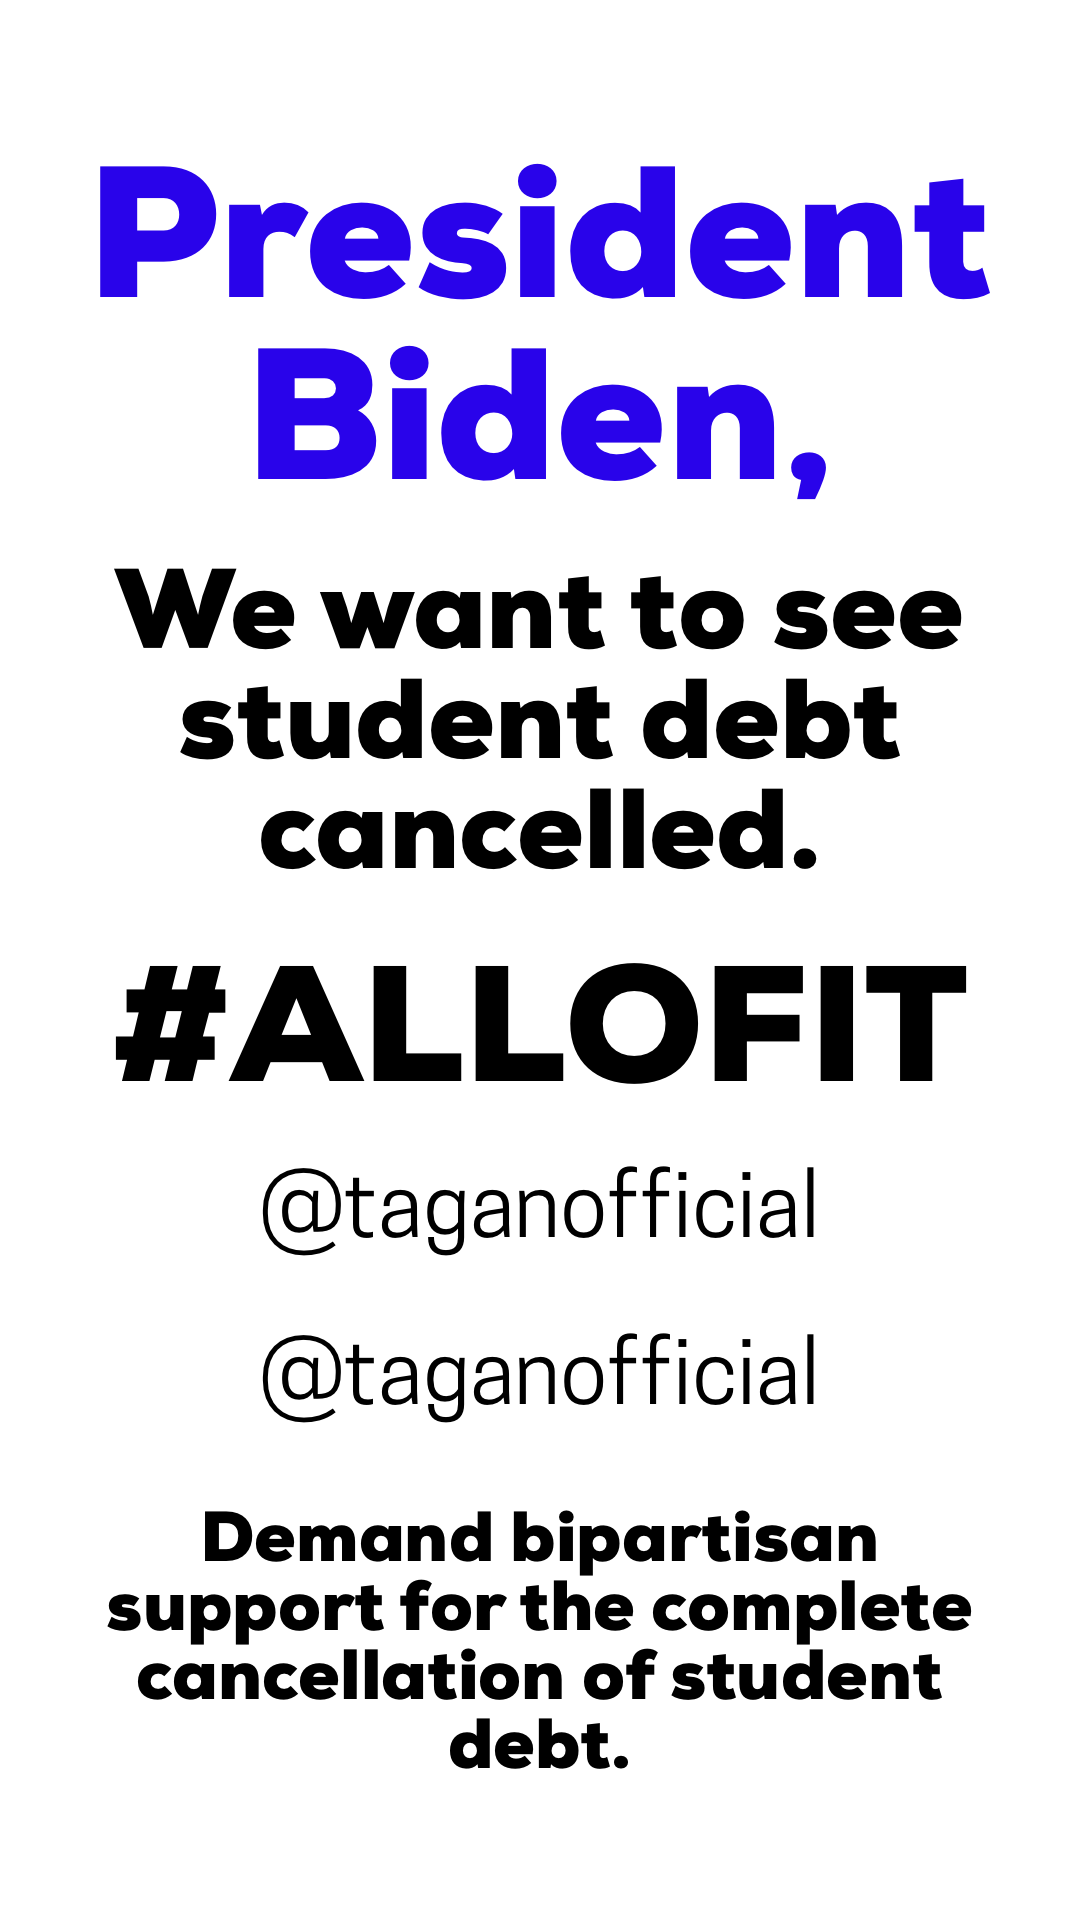 President
Biden,
We want to see
student debt
cancelled.
#ALLOFIT
@taganofficial
@taganofficial
Demand bipartisan
support for the complete
cancellation of student
debt.